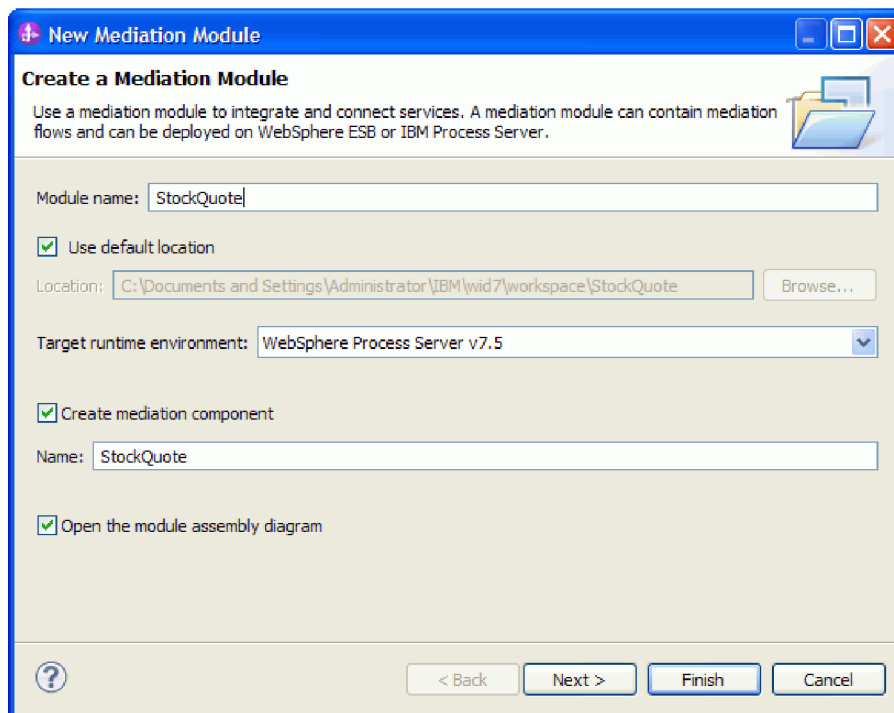 New Mediation Module
Create a Mediation Module
Use a mediation module to integrate and connect services. A mediation module can contain mediation
flows and can be deployed on WebSphere ESB or IBM Process Server.
Module name: StockQuote
Use default location
Location: C:\Documents and Settings\Administrator\IBM\wid7\workspace\StockQuote Browse...
Target runtime environment: WebSphere Process Server v7.5
Create mediation component
Name: StockQuote
Open the module assembly diagram
? < Back Next > Finish Cancel